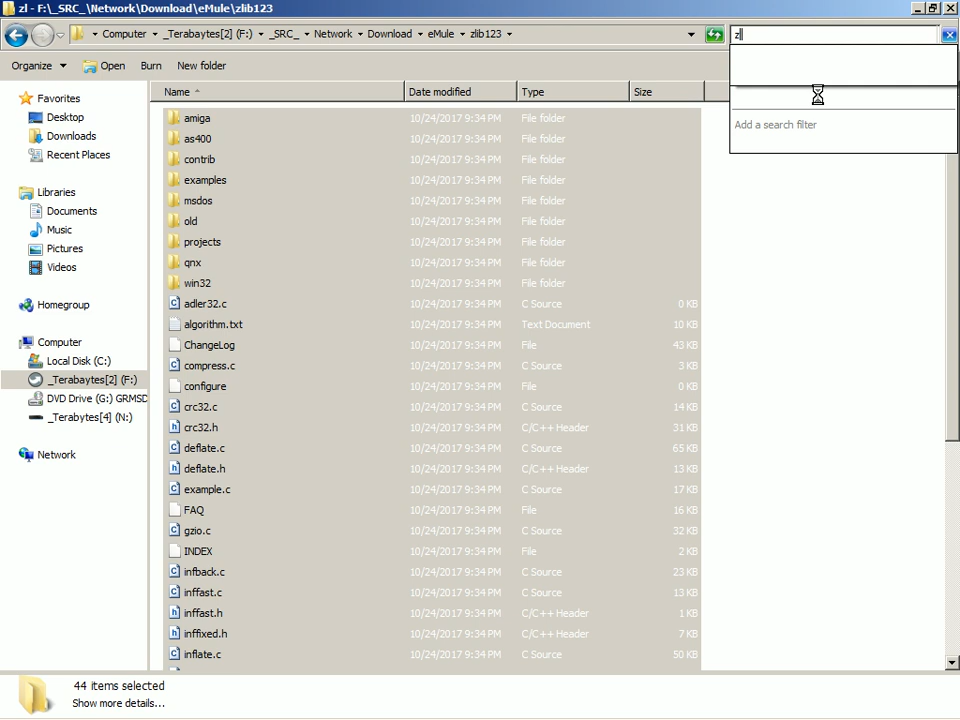 zl - F:\_SRC_\Network\Download\eMule\zlib123
Computer _Terabaytes[2] (F:) _SRC_ Network Download eMule zlib123
zl
Organize Open Burn New folder
Name Date modified Type Size
Add a search filter
Favorites
Desktop
Downloads
Recent Places
Libraries
Documents
Music
Pictures
Videos
Homegroup
Computer
Local Disk (C:)
_Terabaytes[2] (F:)
DVD Drive (G:) GRMSD
_Terabytes[4] (N:)
Network
amiga 10/24/2017 9:34 PM File folder
as400 10/24/2017 9:34 PM File folder
contrib 10/24/2017 9:34 PM File folder
examples 10/24/2017 9:34 PM File folder
msdos 10/24/2017 9:34 PM File folder
old 10/24/2017 9:34 PM File folder
projects 10/24/2017 9:34 PM File folder
qnx 10/24/2017 9:34 PM File folder
win32 10/24/2017 9:34 PM File folder
adler32.c 10/24/2017 9:34 PM C Source 0 KB
algorithm.txt 10/24/2017 9:34 PM Text Document 10 KB
ChangeLog 10/24/2017 9:34 PM File 43 KB
compress.c 10/24/2017 9:34 PM C Source 3 KB
configure 10/24/2017 9:34 PM File 0 KB
crc32.c 10/24/2017 9:34 PM C Source 14 KB
crc32.h 10/24/2017 9:34 PM C/C++ Header 31 KB
deflate.c 10/24/2017 9:34 PM C Source 65 KB
deflate.h 10/24/2017 9:34 PM C/C++ Header 13 KB
example.c 10/24/2017 9:34 PM C Source 17 KB
FAQ 10/24/2017 9:34 PM File 16 KB
gzio.c 10/24/2017 9:34 PM C Source 32 KB
INDEX 10/24/2017 9:34 PM File 2 KB
infback.c 10/24/2017 9:34 PM C Source 23 KB
inffast.c 10/24/2017 9:34 PM C Source 13 KB
inffast.h 10/24/2017 9:34 PM C/C++ Header 1 KB
inffixed.h 10/24/2017 9:34 PM C/C++ Header 7 KB
inflate.c 10/24/2017 9:34 PM C Source 50 KB
44 items selected
Show more details...